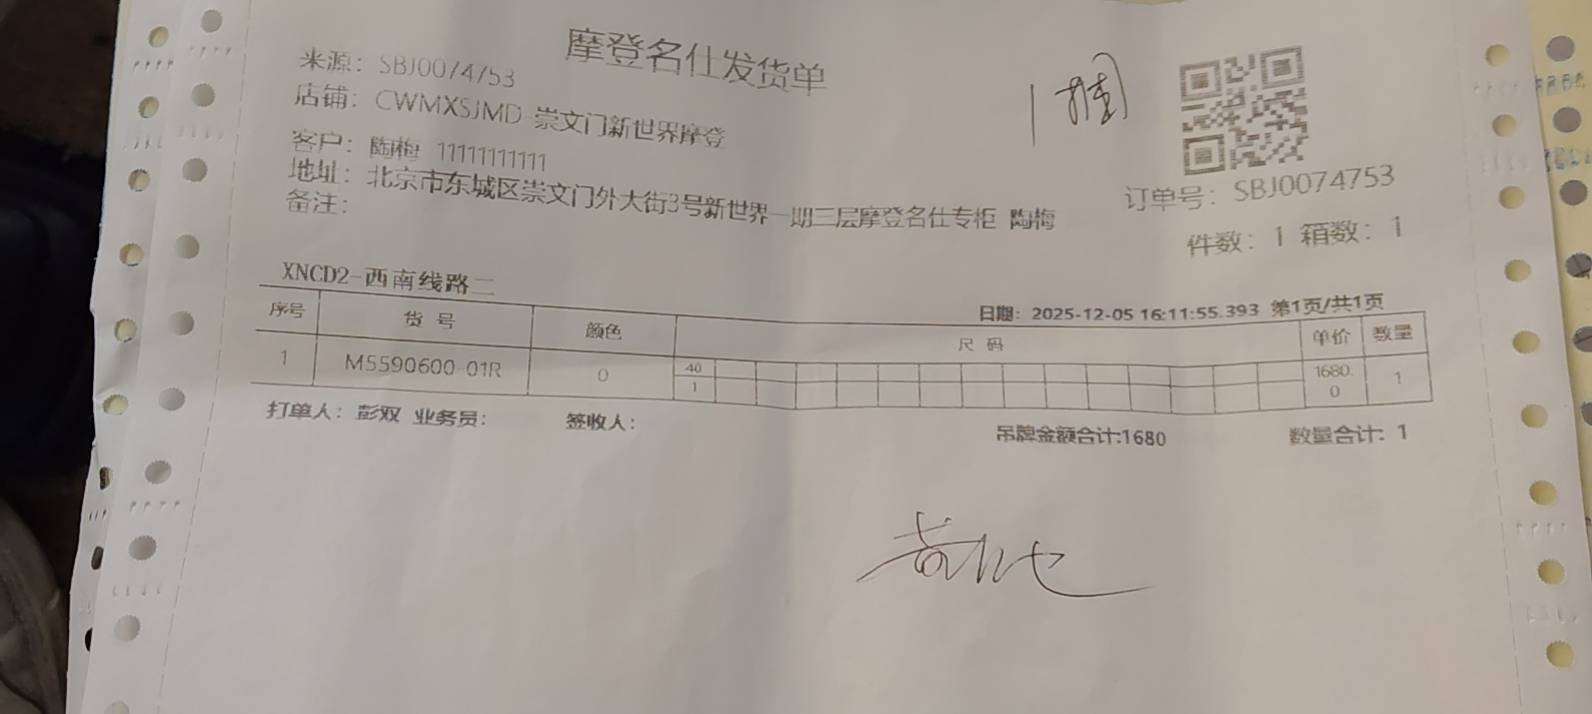 摩登名仕发货单
来源：SBJ0074753
店铺：CWMXSJMD-崇文门新世界摩登
客户：陶梅 11111111111
地址：北京市东城区崇文门外大街3号新世界一期三层摩登名仕专柜 陶梅
备注：
订单号：SBJ0074753
件数：1 箱数：1
XNCD2-西南线路二
日期：2025-12-05 16:11:55.393 第1页/共1页
序号 货号 颜色 尺码 单价 数量
1 M5590600-01R 0 40 1 1680.0 1
打单人：彭双 业务员： 签收人： 吊牌金额合计:1680 数量合计：1